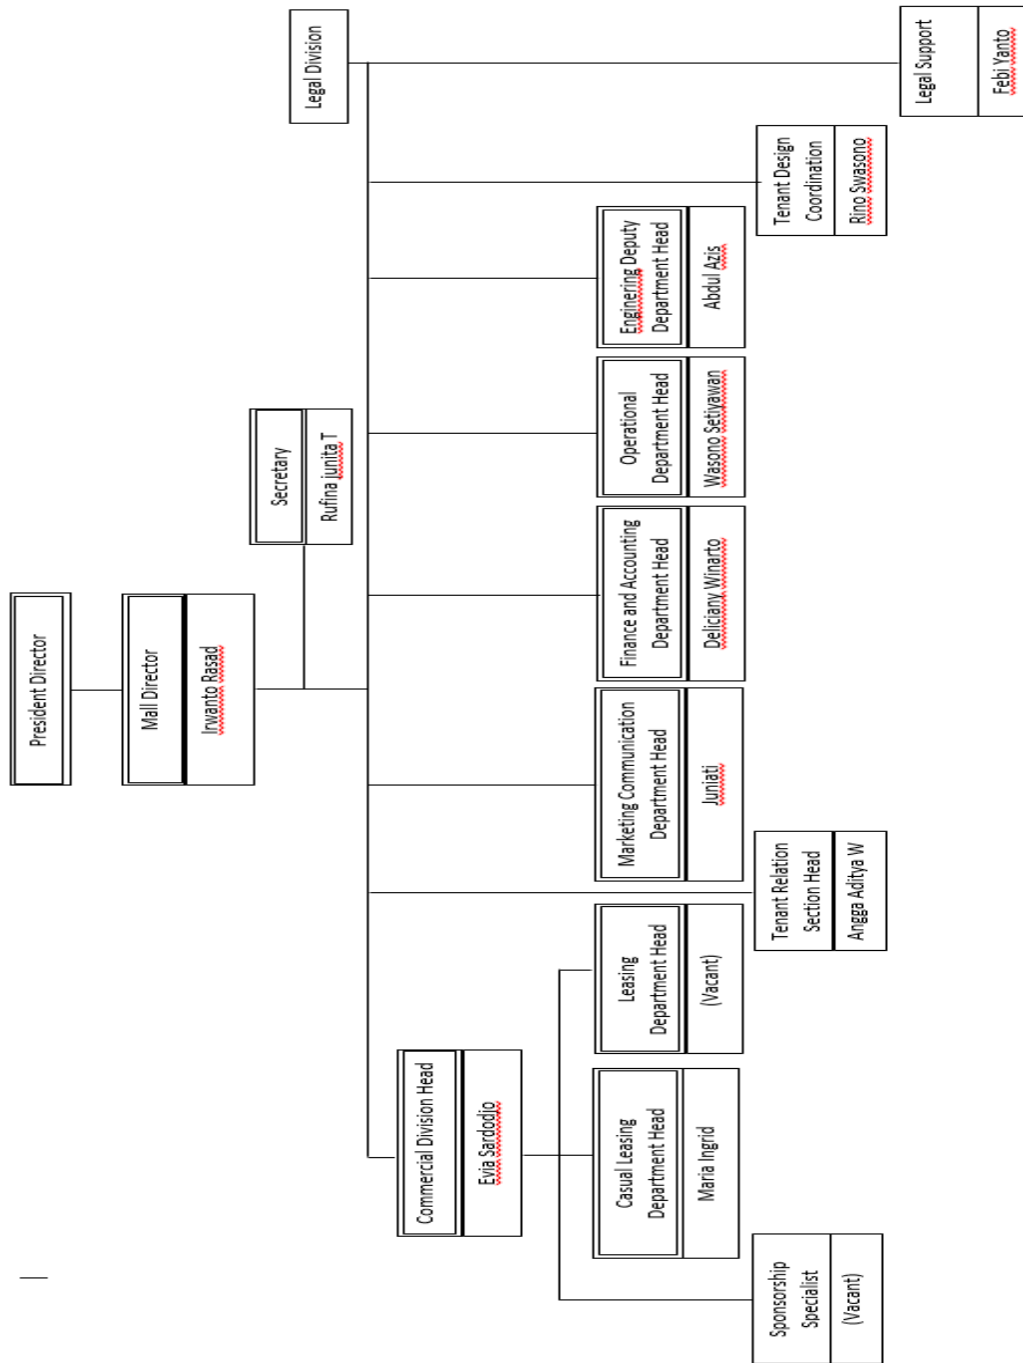 President Director
Mall Director
Irwanto Rasad
Secretary
Rufina junita T
Legal Division
Commercial Division Head
Evia Sardodjo
Casual Leasing
Department Head
Maria Ingrid
Leasing
Department Head
(Vacant)
Marketing Communication
Department Head
Juniati
Finance and Accounting
Department Head
Deliciany Winarto
Operational
Department Head
Wasono Setiyawan
Enginering Deputy
Department Head
Abdul Azis
Sponsorship
Specialist
(Vacant)
Tenant Relation
Section Head
Angga Aditya W
Tenant Design
Coordination
Rino Swasono
Legal Support
Febi Yanto